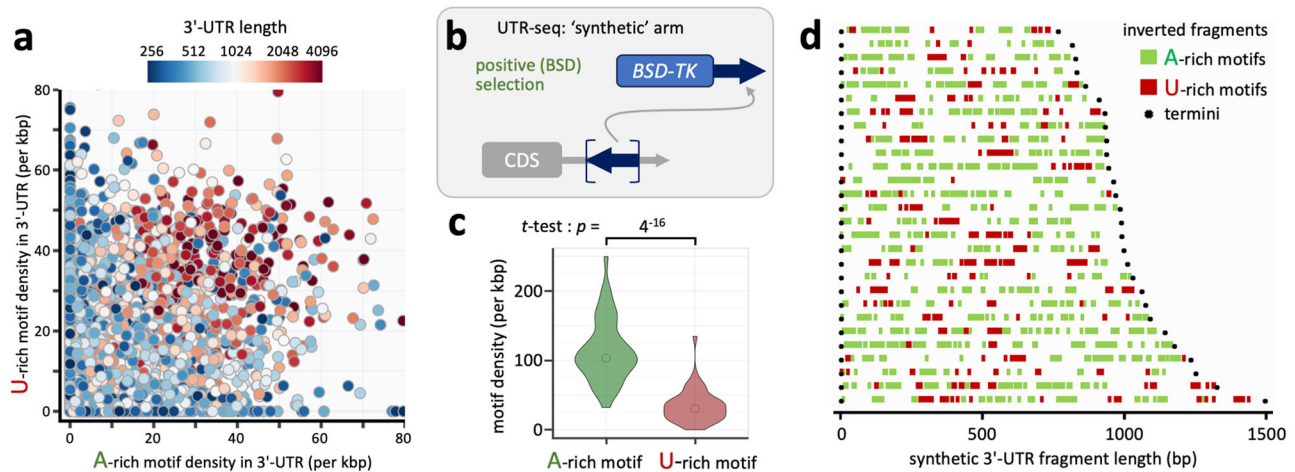 a
3'-UTR length
256 512 1024 2048 4096
U-rich motif density in 3'-UTR (per kbp)
80
60
40
20
0
0 20 40 60 80
A-rich motif density in 3'-UTR (per kbp)
b
UTR-seq: 'synthetic' arm
positive (BSD)
selection
BSD-TK
CDS
c
t-test : p = 4⁻¹⁶
motif density (per kbp)
200
100
0
A-rich motif U-rich motif
d
inverted fragments
A-rich motifs
U-rich motifs
termini
0 500 1000 1500
synthetic 3'-UTR fragment length (bp)